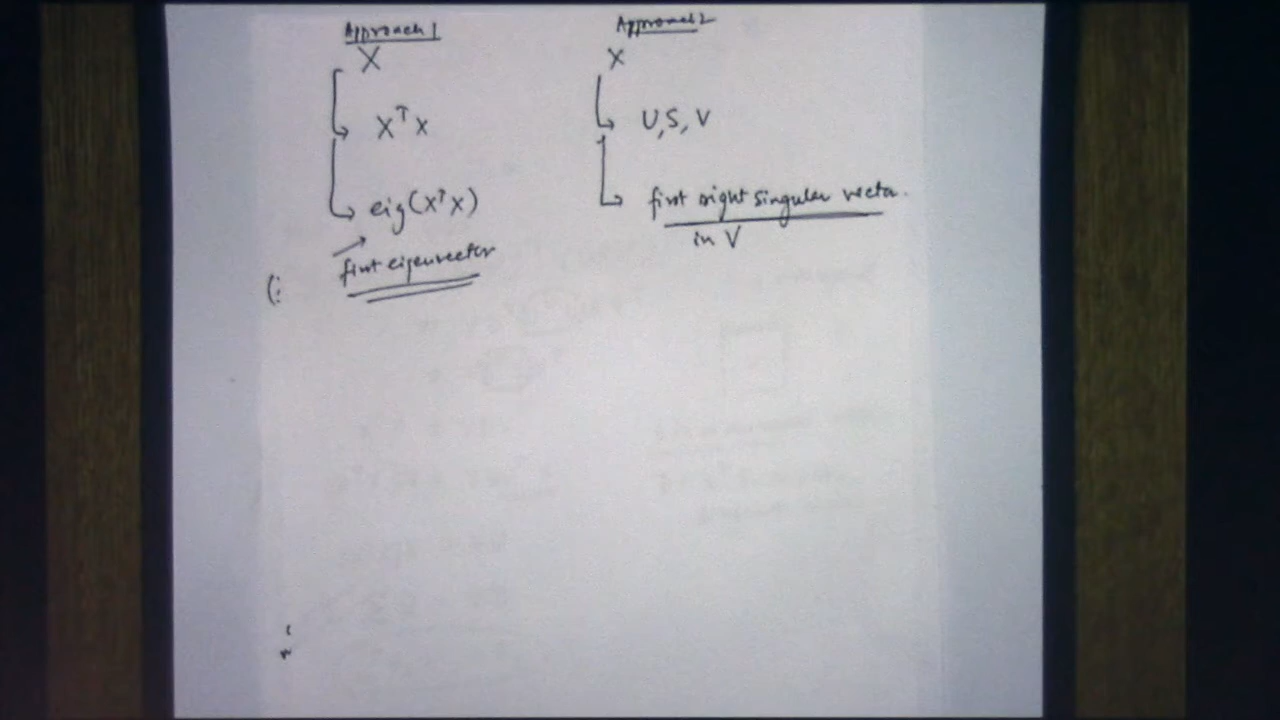 Approach 1
X
X^T X
eig(X^T X)
first eigenvector
(:
Approach 2
X
U, S, V
first right singular vector.
in V